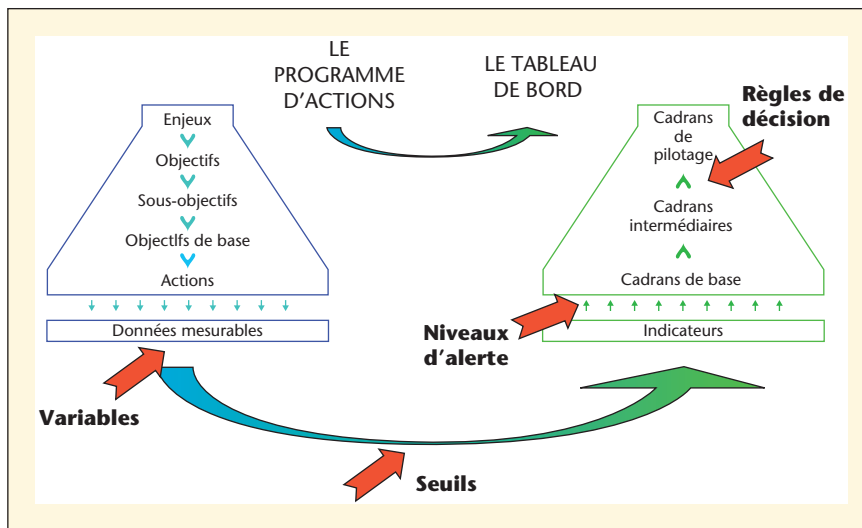 LE
PROGRAMME
D'ACTIONS
LE TABLEAU
DE BORD
Règles de
décision
Enjeux
Objectifs
Sous-objectifs
Objectlfs de base
Actions
Données mesurables
Cadrans
de
pilotage
Cadrans
intermédiaires
Cadrans de base
Indicateurs
Niveaux
d'alerte
Variables
Seuils